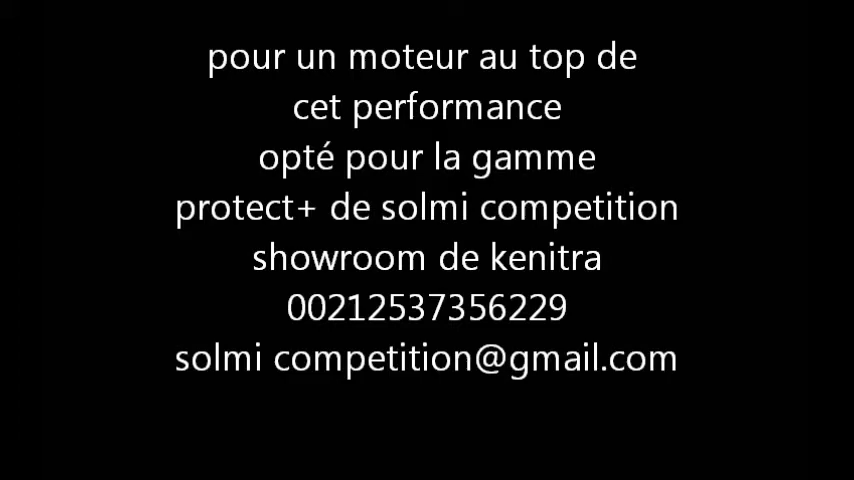 pour un moteur au top de
cet performance
opté pour la gamme
protect+ de solmi competition
showroom de kenitra
00212537356229
solmi competition@gmail.com